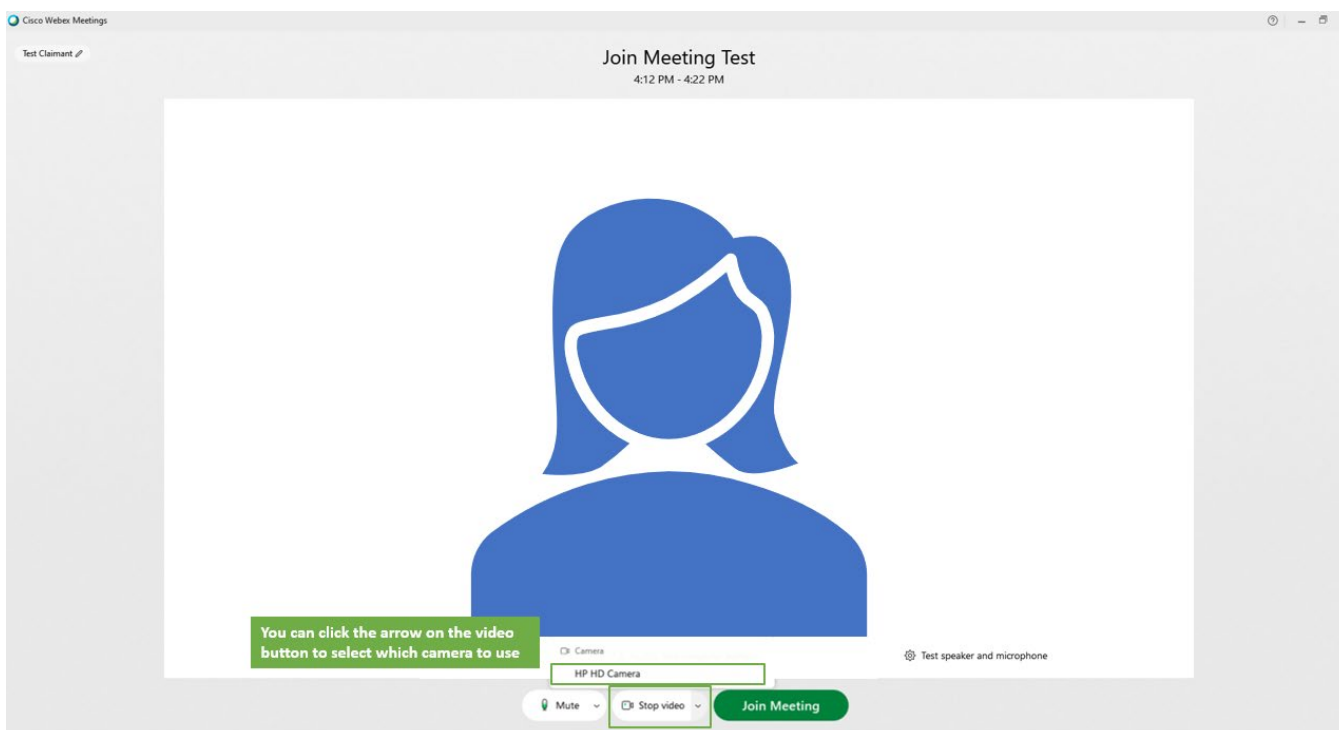 Cisco Webex Meetings
Test Claimant
Join Meeting Test
4:12 PM - 4:22 PM
You can click the arrow on the video
button to select which camera to use
Camera
HP HD Camera
Test speaker and microphone
Mute
Stop video
Join Meeting